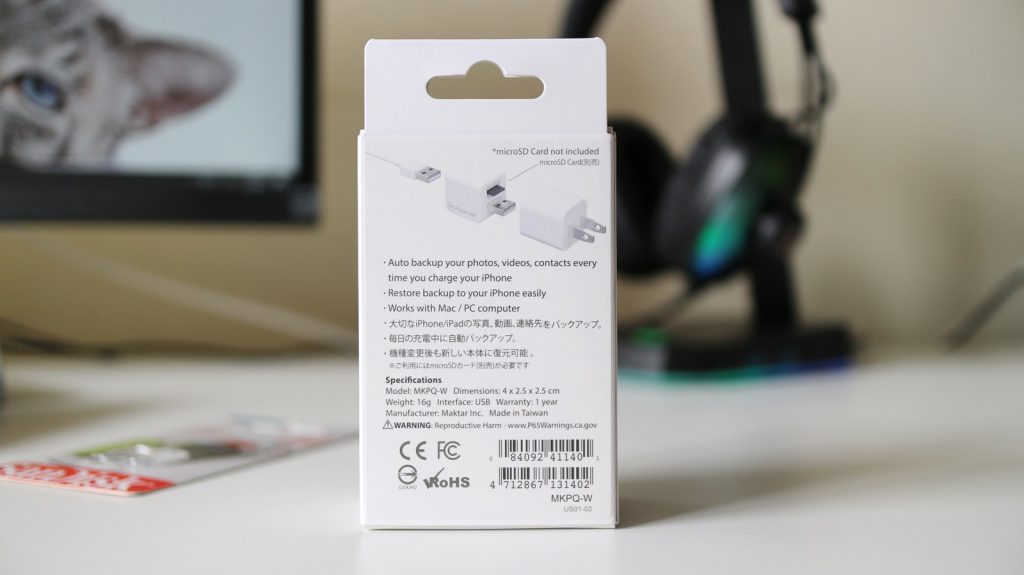 *microSD Card not included
microSD Card(別売)
maktar
· Auto backup your photos, videos, contacts every
time you charge your iPhone
· Restore backup to your iPhone easily
· Works with Mac / PC computer
· 大切なiPhone/iPadの写真、動画、連絡先をバックアップ。
· 毎日の充電中に自動バックアップ。
· 機種変更後も新しい本体に復元可能 。
※ご利用にはmicroSDカード(別売)が必要です
Specifications
Model: MKPQ-W Dimensions: 4 x 2.5 x 2.5 cm
Weight: 16g Interface: USB Warranty: 1 year
Manufacturer: Maktar Inc. Made in Taiwan
WARNING: Reproductive Harm - www.P65Warnings.ca.gov
CE FC
RoHS
0 84092 41140 1
4 712867 131402
MKPQ-W
US01-02